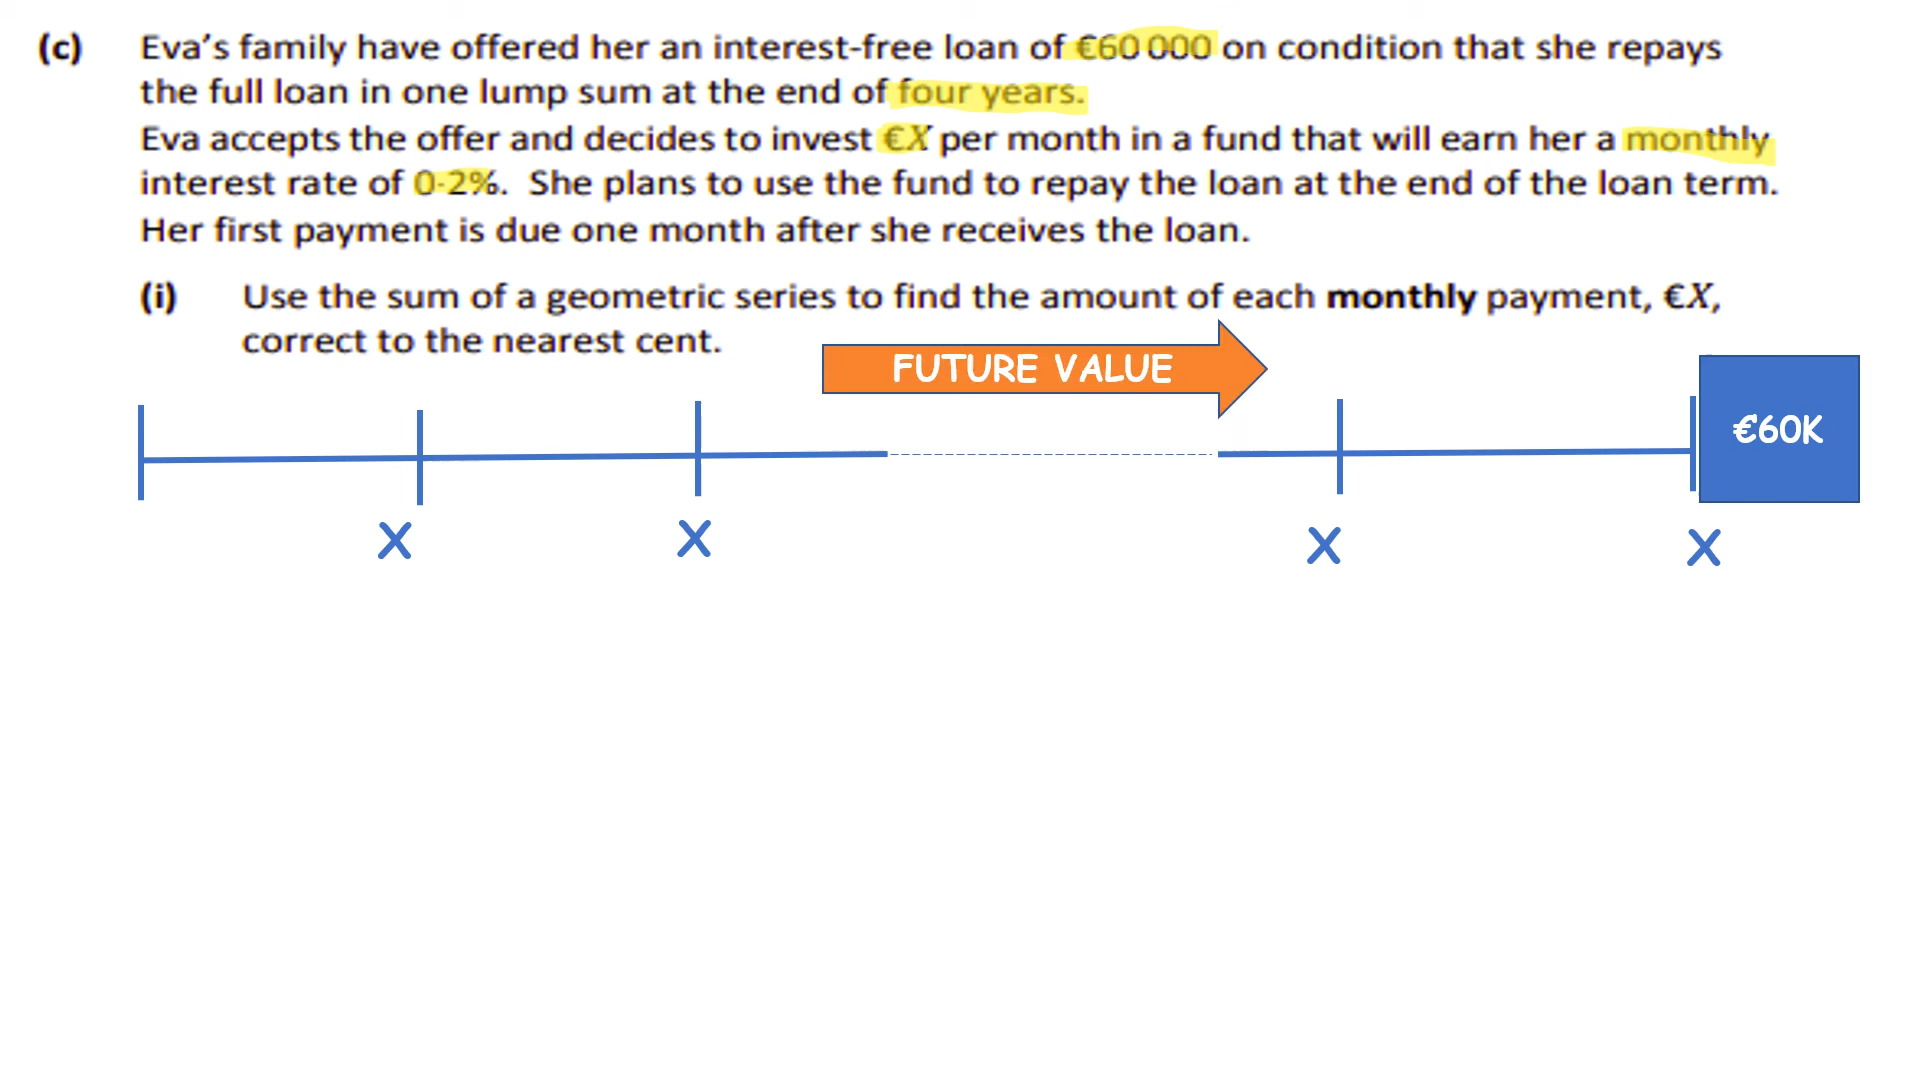 (c) Eva's family have offered her an interest-free loan of €60 000 on condition that she repays
the full loan in one lump sum at the end of four years.
Eva accepts the offer and decides to invest €X per month in a fund that will earn her a monthly
interest rate of 0·2%. She plans to use the fund to repay the loan at the end of the loan term.
Her first payment is due one month after she receives the loan.
(i) Use the sum of a geometric series to find the amount of each monthly payment, €X,
correct to the nearest cent.
FUTURE VALUE
€60K
X X X X